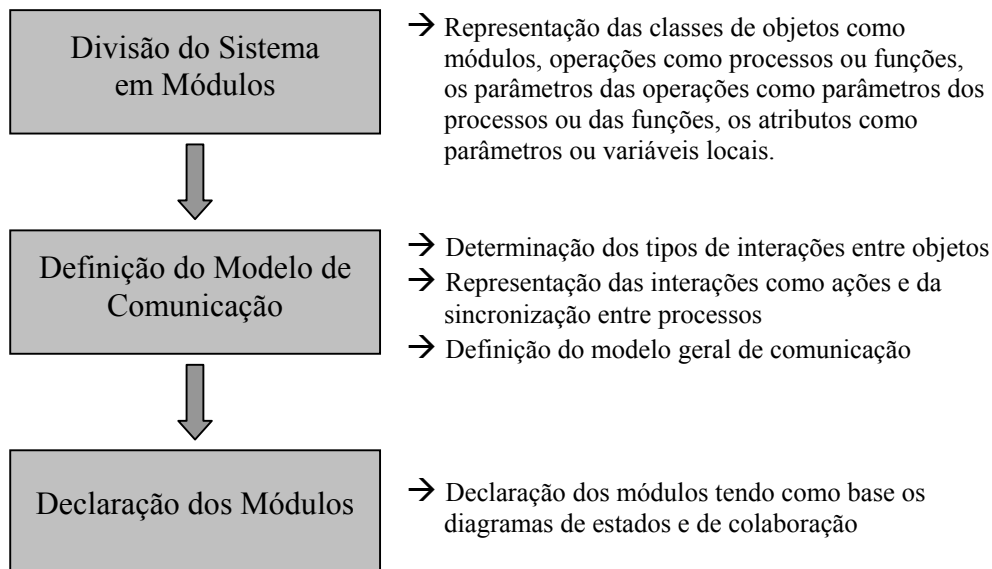 Divisão do Sistema
em Módulos
→ Representação das classes de objetos como
módulos, operações como processos ou funções,
os parâmetros das operações como parâmetros dos
processos ou das funções, os atributos como
parâmetros ou variáveis locais.
Definição do Modelo de
Comunicação
→ Determinação dos tipos de interações entre objetos
→ Representação das interações como ações e da
sincronização entre processos
→ Definição do modelo geral de comunicação
Declaração dos Módulos
→ Declaração dos módulos tendo como base os
diagramas de estados e de colaboração